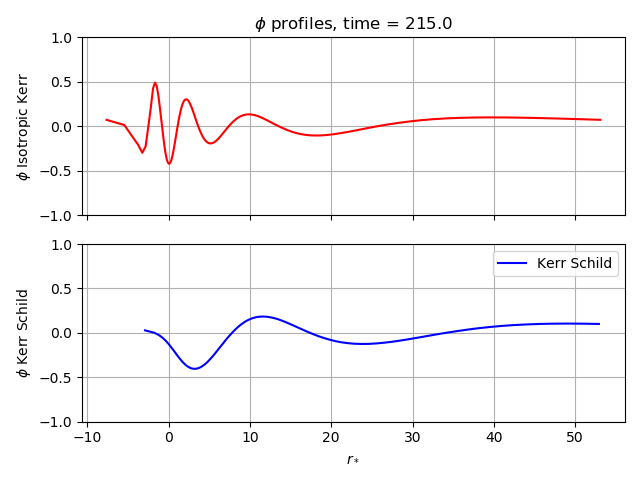 ϕ profiles, time = 215.0
1.0
0.5
0.0
−0.5
−1.0
ϕ Isotropic Kerr
1.0
0.5
0.0
−0.5
−1.0
ϕ Kerr Schild
Kerr Schild
−10 0 10 20 30 40 50
r*